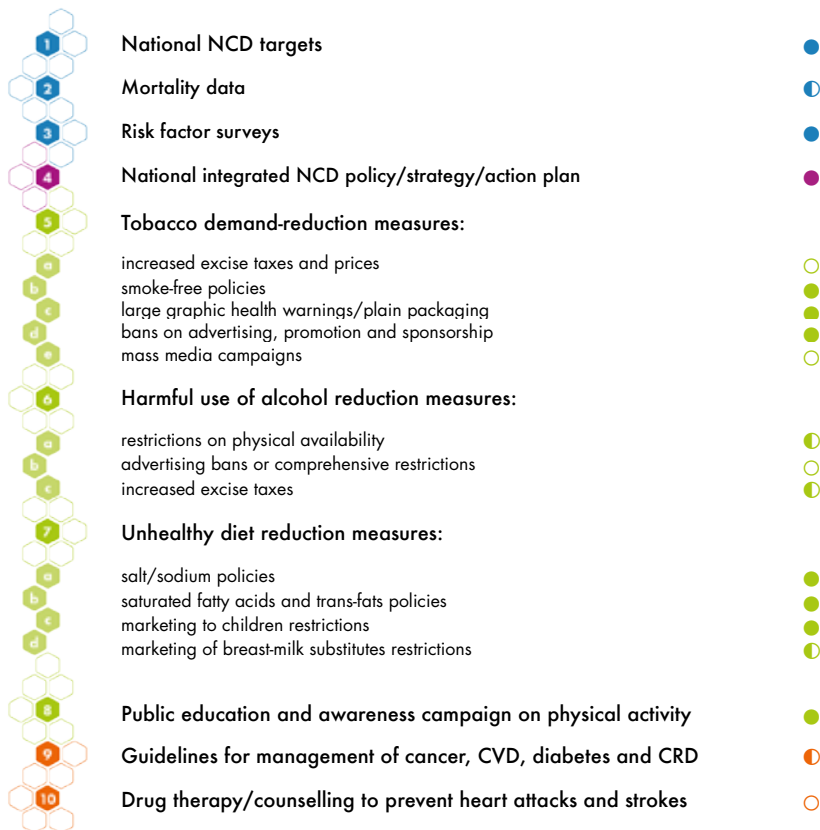 1 National NCD targets
2 Mortality data
3 Risk factor surveys
4 National integrated NCD policy/strategy/action plan
5 Tobacco demand-reduction measures:
a increased excise taxes and prices
b smoke-free policies
c large graphic health warnings/plain packaging
d bans on advertising, promotion and sponsorship
e mass media campaigns
6 Harmful use of alcohol reduction measures:
a restrictions on physical availability
b advertising bans or comprehensive restrictions
c increased excise taxes
7 Unhealthy diet reduction measures:
a salt/sodium policies
b saturated fatty acids and trans-fats policies
c marketing to children restrictions
d marketing of breast-milk substitutes restrictions
8 Public education and awareness campaign on physical activity
9 Guidelines for management of cancer, CVD, diabetes and CRD
10 Drug therapy/counselling to prevent heart attacks and strokes